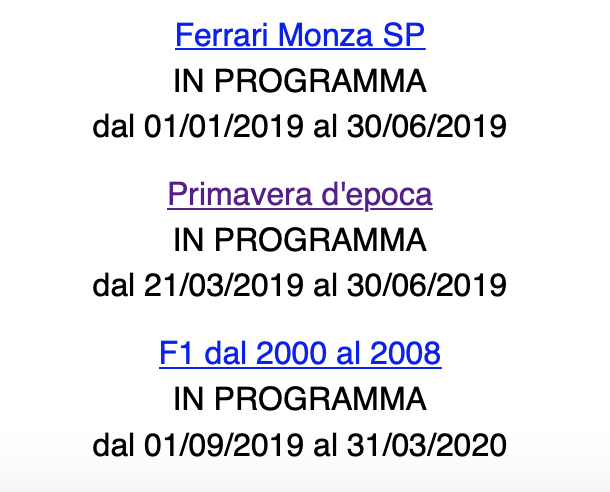 Ferrari Monza SP
IN PROGRAMMA
dal 01/01/2019 al 30/06/2019
Primavera d'epoca
IN PROGRAMMA
dal 21/03/2019 al 30/06/2019
F1 dal 2000 al 2008
IN PROGRAMMA
dal 01/09/2019 al 31/03/2020